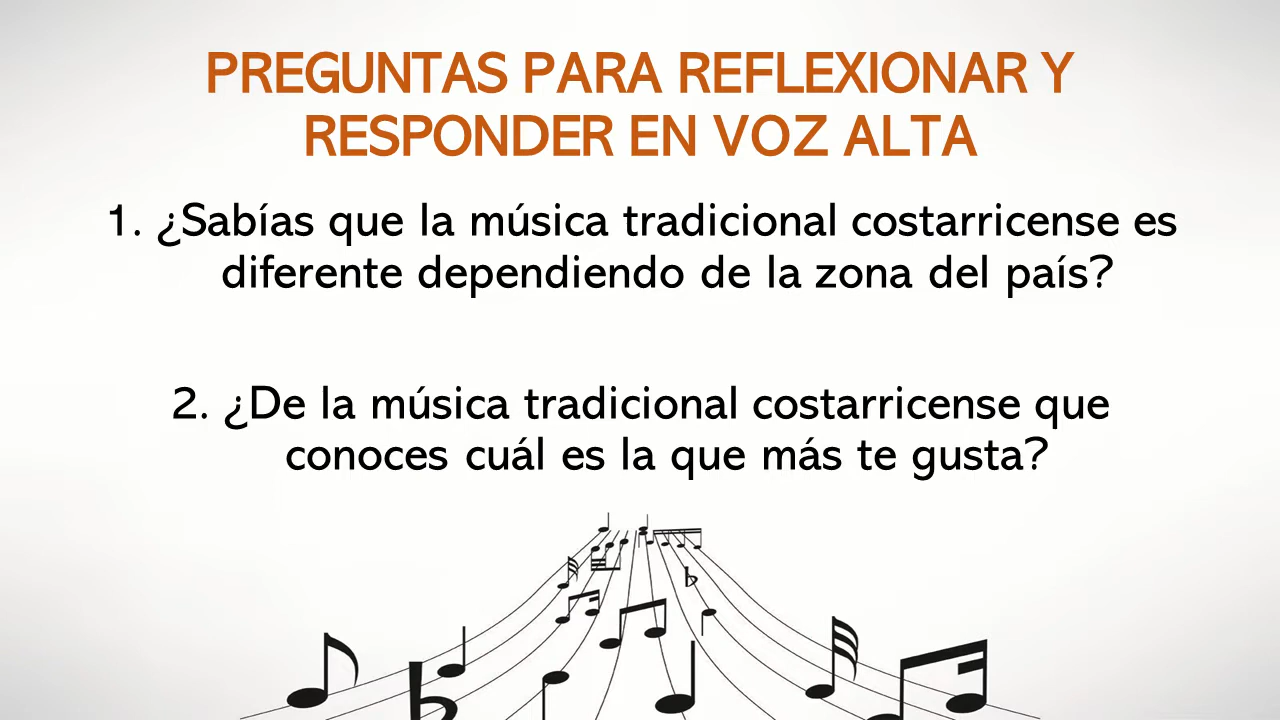 PREGUNTAS PARA REFLEXIONAR Y
RESPONDER EN VOZ ALTA
1. ¿Sabías que la música tradicional costarricense es
diferente dependiendo de la zona del país?
2. ¿De la música tradicional costarricense que
conoces cuál es la que más te gusta?